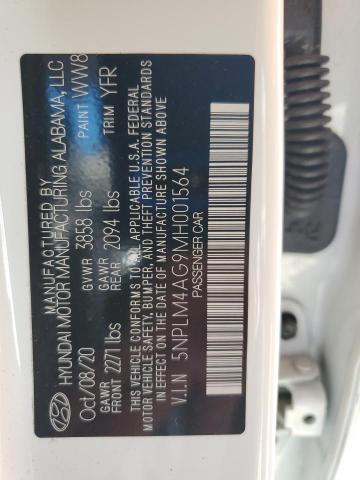 MANUFACTURED BY
HYUNDAI MOTOR MANUFACTURING ALABAMA, LLC
Oct/08/20 GVWR 3858 lbs PAINT WW8
GAWR FRONT 2271 lbs GAWR REAR 2094 lbs TRIM YFR
THIS VEHICLE CONFORMS TO ALL APPLICABLE U.S.A. FEDERAL
MOTOR VEHICLE SAFETY, BUMPER, AND THEFT PREVENTION STANDARDS
IN EFFECT ON THE DATE OF MANUFACTURE SHOWN ABOVE
V.I.N 5NPLM4AG9MH001564
PASSENGER CAR